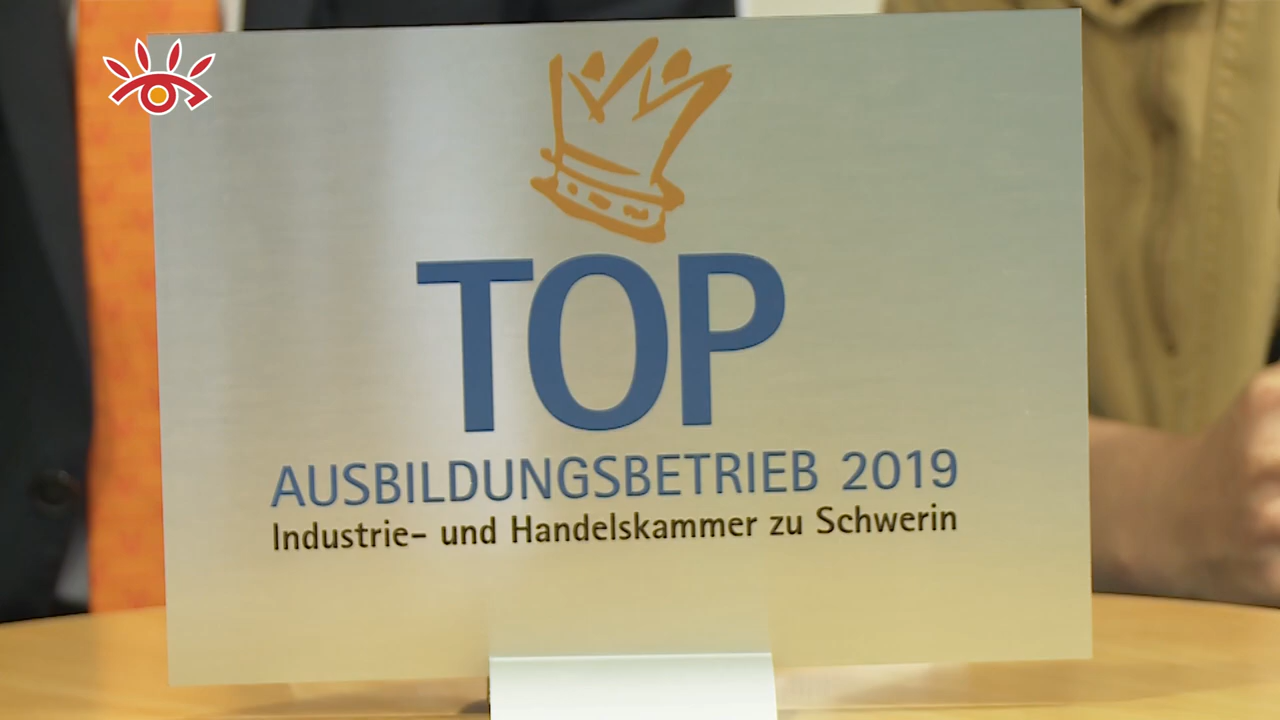 TOP
AUSBILDUNGSBETRIEB 2019
Industrie- und Handelskammer zu Schwerin